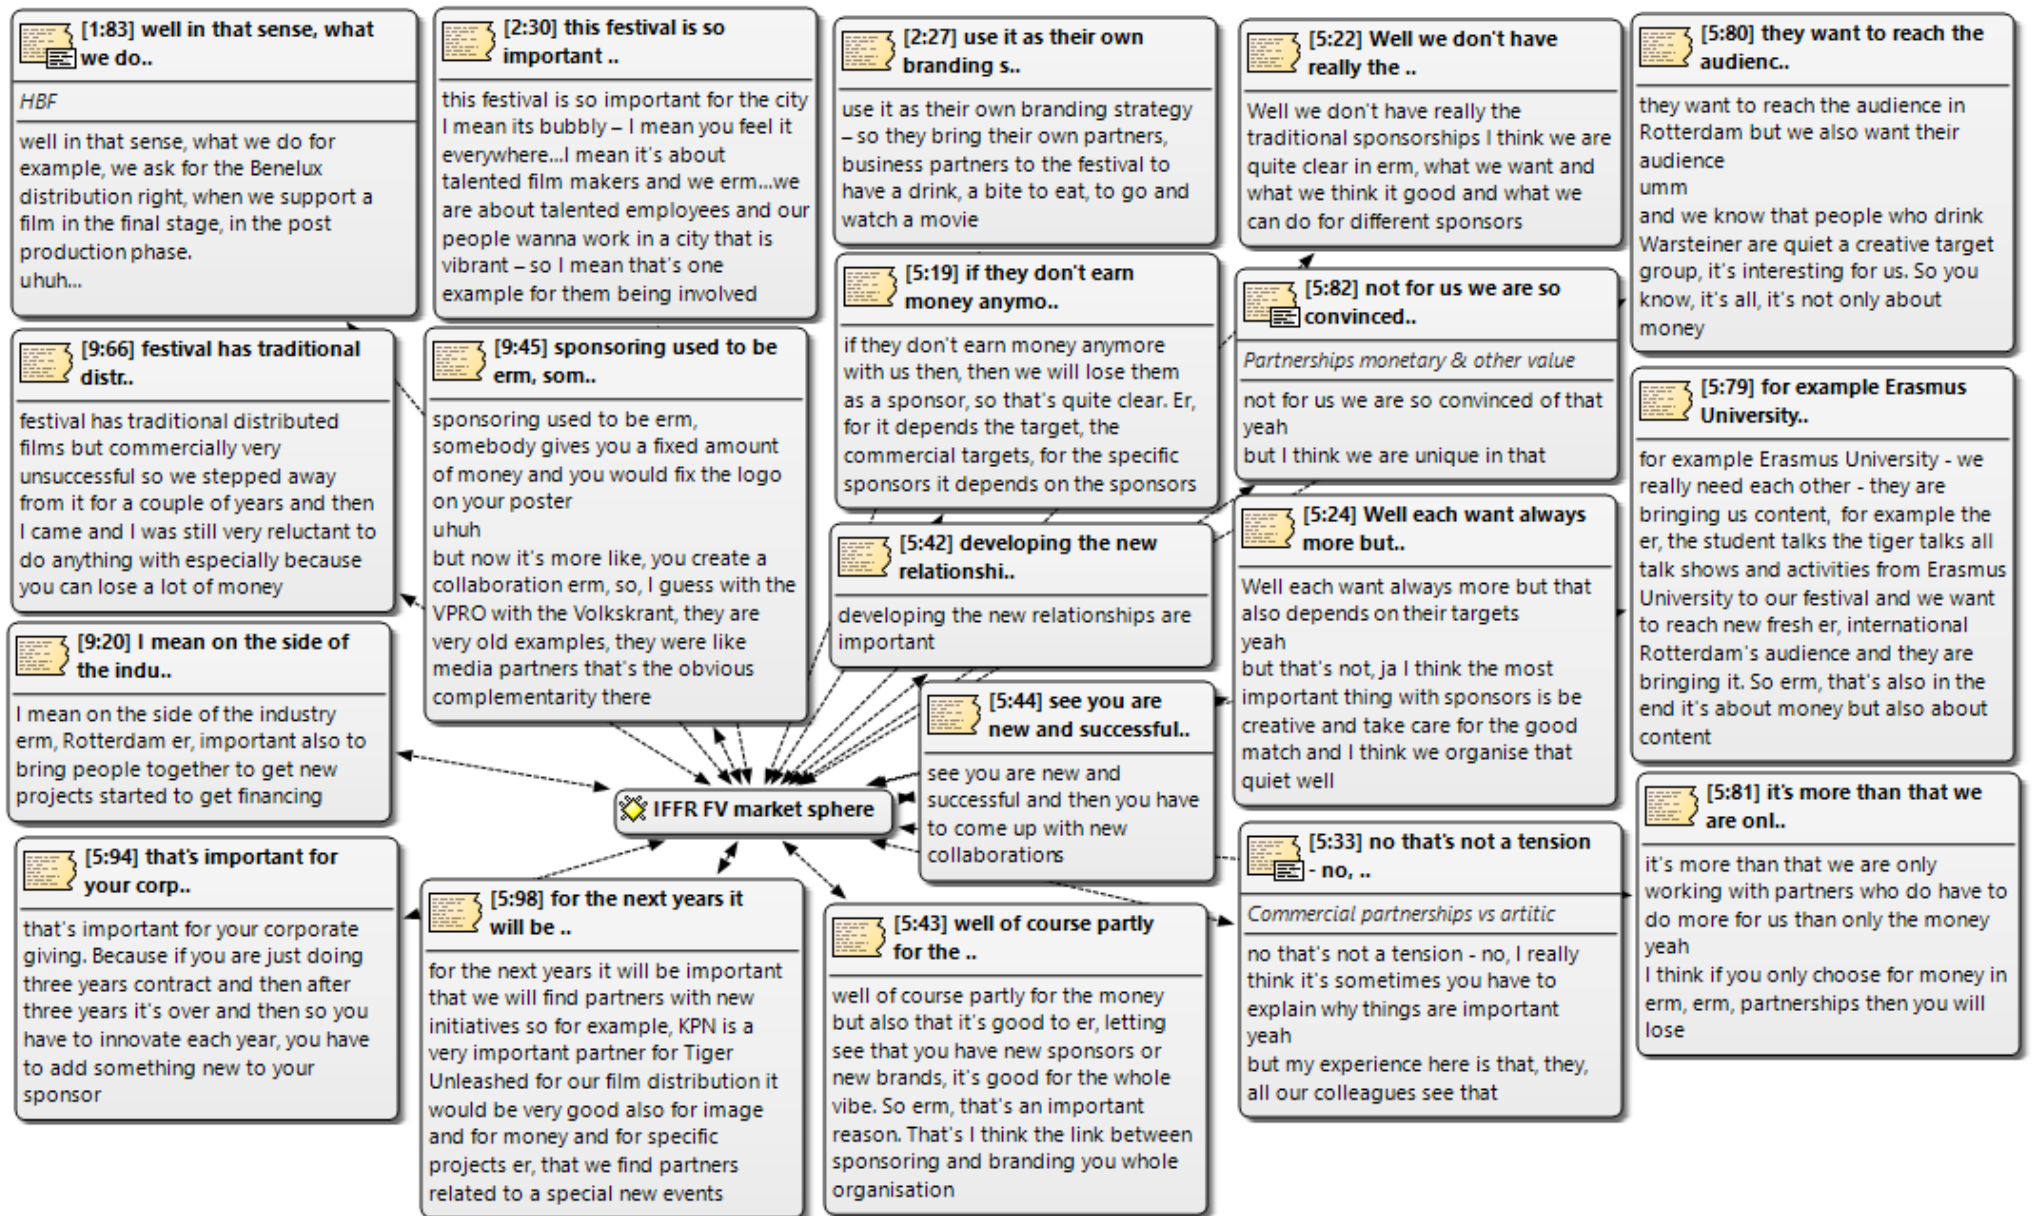 [1:83] well in that sense, what
we do..
HBF
well in that sense, what we do for
example, we ask for the Benelux
distribution right, when we support a
film in the final stage, in the post
production phase.
uhuh...
[2:30] this festival is so
important ..
this festival is so important for the city
I mean its bubbly – I mean you feel it
everywhere...I mean it's about
talented film makers and we erm...we
are about talented employees and our
people wanna work in a city that is
vibrant – so I mean that's one
example for them being involved
[2:27] use it as their own
branding s..
use it as their own branding strategy
– so they bring their own partners,
business partners to the festival to
have a drink, a bite to eat, to go and
watch a movie
[5:22] Well we don't have
really the ..
Well we don't have really the
traditional sponsorships I think we are
quite clear in erm, what we want and
what we think it good and what we
can do for different sponsors
[5:80] they want to reach the
audienc..
they want to reach the audience in
Rotterdam but we also want their
audience
umm
and we know that people who drink
Warsteiner are quiet a creative target
group, it's interesting for us. So you
know, it's all, it's not only about
money
[9:66] festival has traditional
distr..
festival has traditional distributed
films but commercially very
unsuccessful so we stepped away
from it for a couple of years and then
I came and I was still very reluctant to
do anything with especially because
you can lose a lot of money
[9:45] sponsoring used to be
erm, som..
sponsoring used to be erm,
somebody gives you a fixed amount
of money and you would fix the logo
on your poster
uhuh
but now it's more like, you create a
collaboration erm, so, I guess with the
VPRO with the Volkskrant, they are
very old examples, they were like
media partners that's the obvious
complementarity there
[5:19] if they don't earn
money anymo..
if they don't earn money anymore
with us then, then we will lose them
as a sponsor, so that's quite clear. Er,
for it depends the target, the
commercial targets, for the specific
sponsors it depends on the sponsors
[5:82] not for us we are so
convinced..
Partnerships monetary & other value
not for us we are so convinced of that
yeah
but I think we are unique in that
[5:79] for example Erasmus
University..
for example Erasmus University - we
really need each other - they are
bringing us content, for example the
er, the student talks the tiger talks all
talk shows and activities from Erasmus
University to our festival and we want
to reach new fresh er, international
Rotterdam's audience and they are
bringing it. So erm, that's also in the
end it's about money but also about
content
[5:42] developing the new
relationshi..
developing the new relationships are
important
[5:24] Well each want always
more but..
Well each want always more but that
also depends on their targets
yeah
but that's not, ja I think the most
important thing with sponsors is be
creative and take care for the good
match and I think we organise that
quiet well
[9:20] I mean on the side of
the indu..
I mean on the side of the industry
erm, Rotterdam er, important also to
bring people together to get new
projects started to get financing
[5:44] see you are
new and successful..
see you are new and
successful and then you have
to come up with new
collaborations
IFFR FV market sphere
[5:81] it's more than that we
are onl..
it's more than that we are only
working with partners who do have to
do more for us than only the money
yeah
I think if you only choose for money in
erm, erm, partnerships then you will
lose
[5:94] that's important for
your corp..
that's important for your corporate
giving. Because if you are just doing
three years contract and then after
three years it's over and then so you
have to innovate each year, you have
to add something new to your
sponsor
[5:98] for the next years it
will be ..
for the next years it will be important
that we will find partners with new
initiatives so for example, KPN is a
very important partner for Tiger
Unleashed for our film distribution it
would be very good also for image
and for money and for specific
projects er, that we find partners
related to a special new events
[5:43] well of course partly
for the ..
well of course partly for the money
but also that it's good to er, letting
see that you have new sponsors or
new brands, it's good for the whole
vibe. So erm, that's an important
reason. That's I think the link between
sponsoring and branding you whole
organisation
[5:33] no that's not a tension
- no, ..
Commercial partnerships vs artitic
no that's not a tension - no, I really
think it's sometimes you have to
explain why things are important
yeah
but my experience here is that, they,
all our colleagues see that